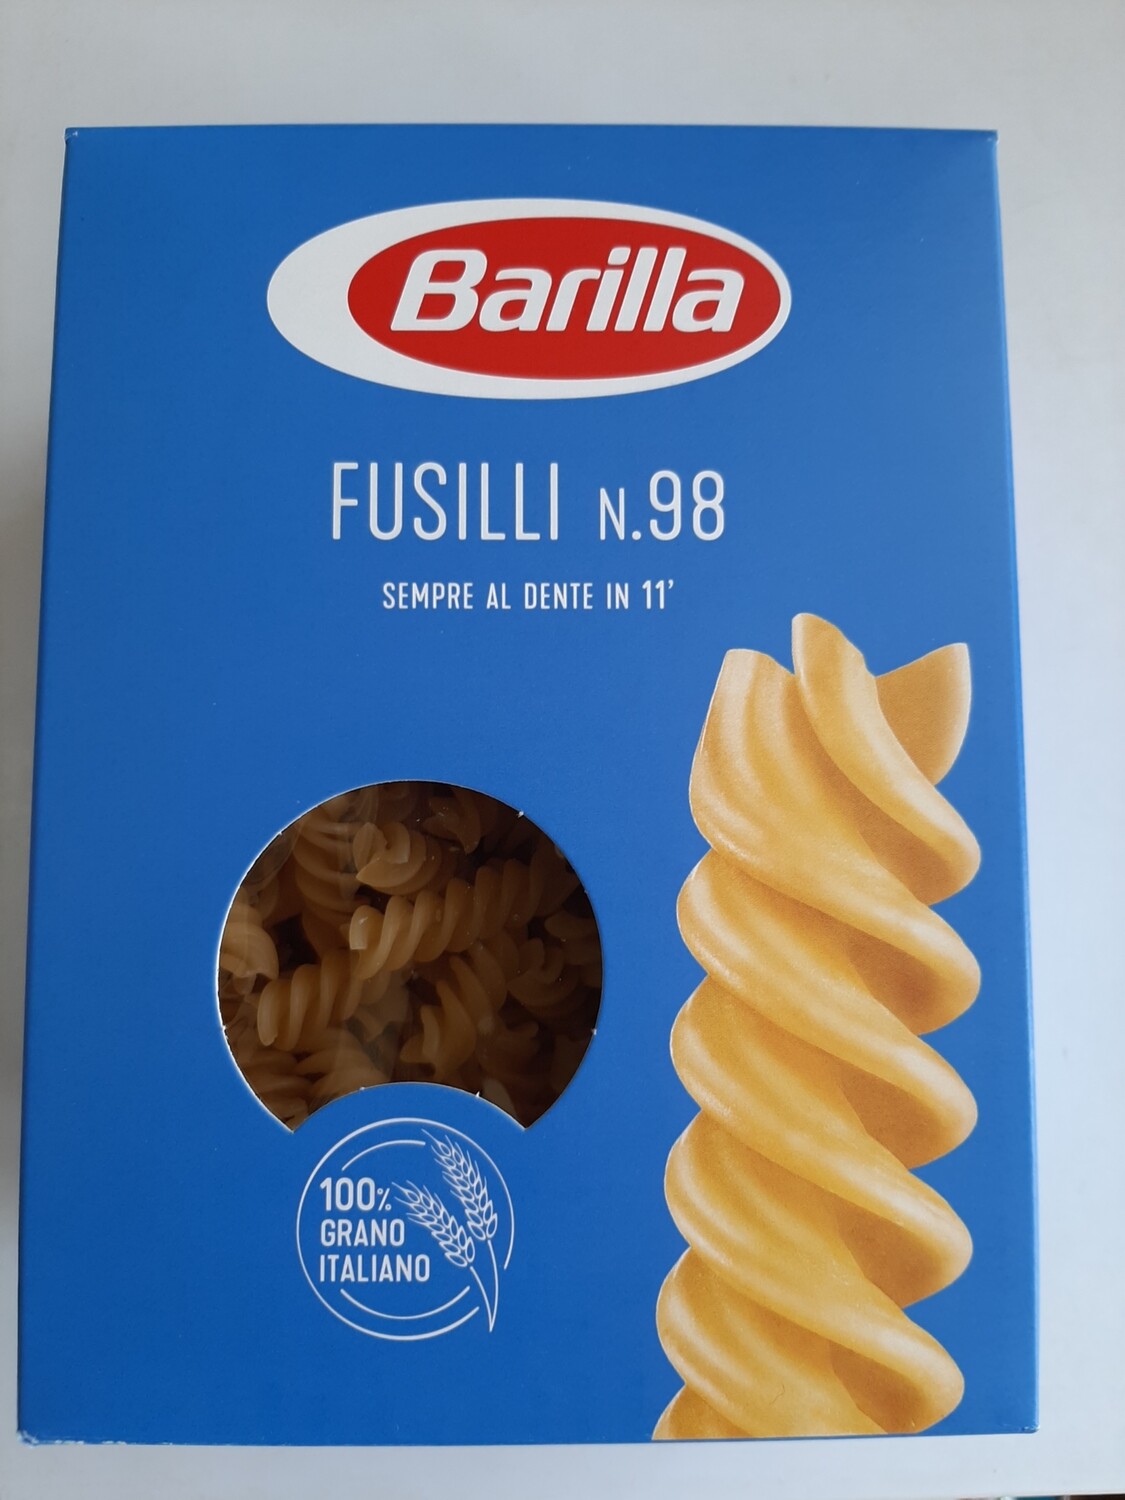 Barilla
FUSILLI N.98
SEMPRE AL DENTE IN 11'
100%
GRANO
ITALIANO